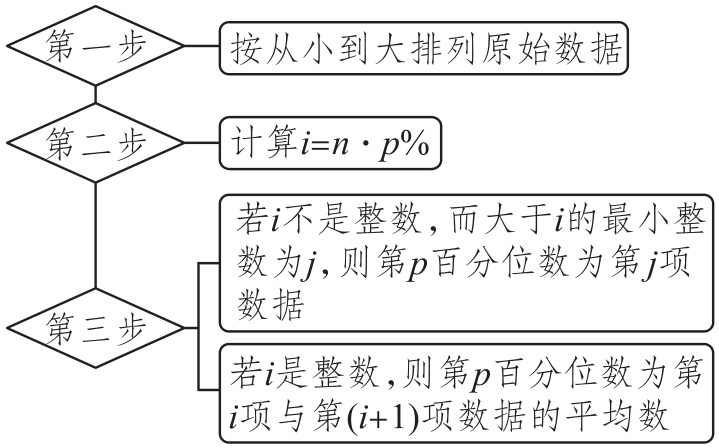 第一步
按从小到大排列原始数据
第二步
计算i=n·p%
第三步
若i不是整数,而大于i的最小整
数为j,则第p百分位数为第j项
数据
若i是整数,则第p百分位数为第
i项与第(i+1)项数据的平均数